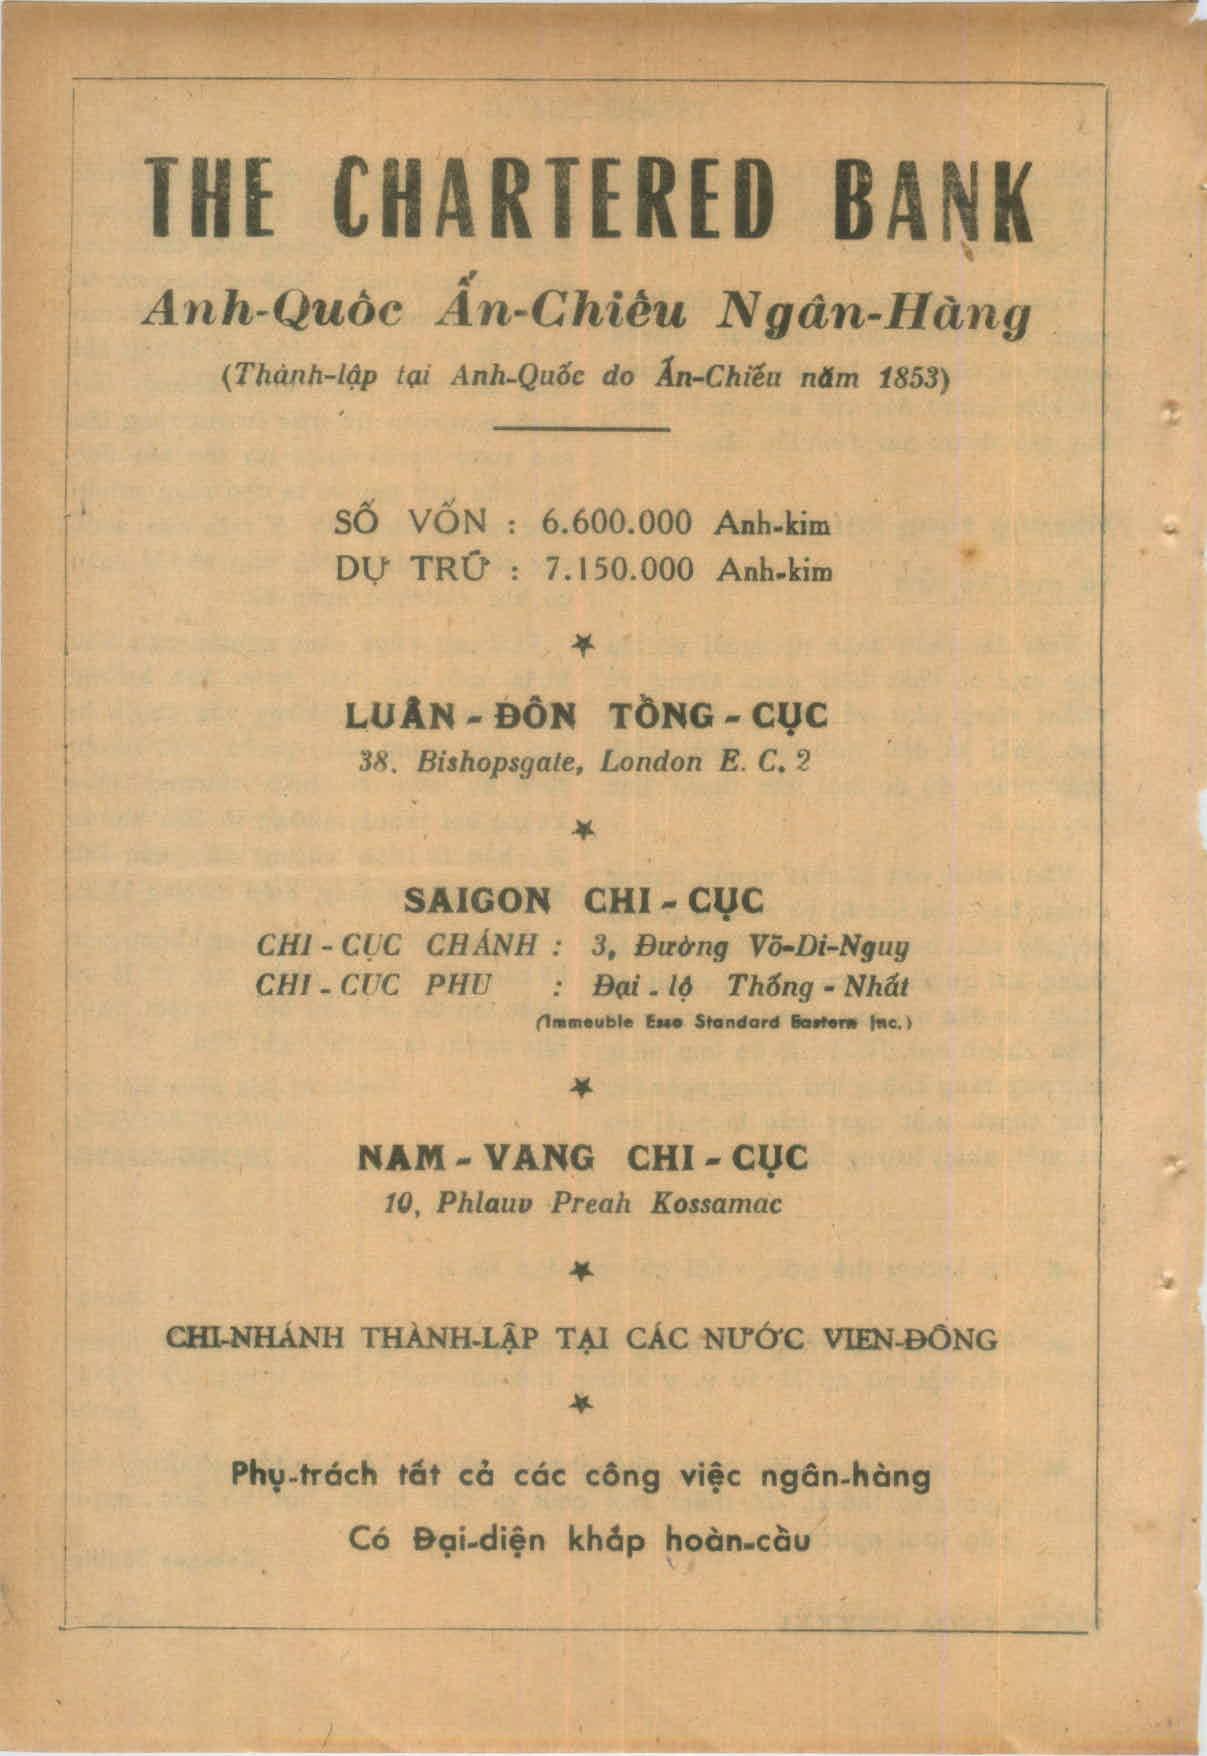 THE CHARTERED BANK
Anh-Quôc Ấn-Chiêu Ngân-Hàng
(Thành-lập tại Anh-Quốc do Ấn-Chiếu năm 1853)
SỐ VỐN : 6.600.000 Anh-kim
DỰ TRỮ : 7.150.000 Anh-kim
LUÂN - ĐÔN TỒNG - CỤC
38. Bishopsgate, London E. C. 2
SAIGON CHI - CỤC
CHI - CỤC CHÁNH : 3, Đường Võ-Di-Nguy
CHI - CUC PHU : Đại - lộ Thống - Nhất
(Immeuble Esso Standard Eastern Inc.)
NAM - VANG CHI - CỤC
10, Phlauv Preah Kossamac
CHI-NHÁNH THÀNH-LẬP TẠI CÁC NƯỚC VIEN-ĐÔNG
Phụ-trách tất cả các công việc ngân-hàng
Có Đại-diện khắp hoàn-cầu